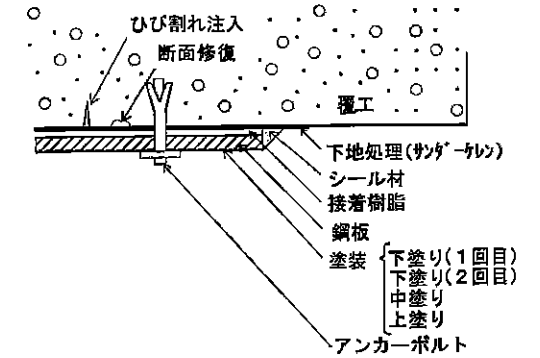 ひび割れ注入
断面修復
覆工
下地処理(ｻﾝﾀﾞｰｹﾚﾝ)
シール材
接着樹脂
鋼板
塗装
下塗り(1回目)
下塗り(2回目)
中塗り
上塗り
アンカーボルト